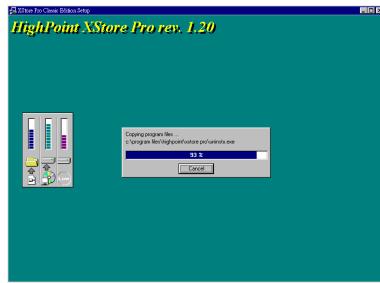 XStore Pro Classic Edition Setup
HighPoint XStore Pro rev. 1.20
Copying program files ...
c:\program files\highpoint\xstore pro\uninstx.exe
93 %
Cancel